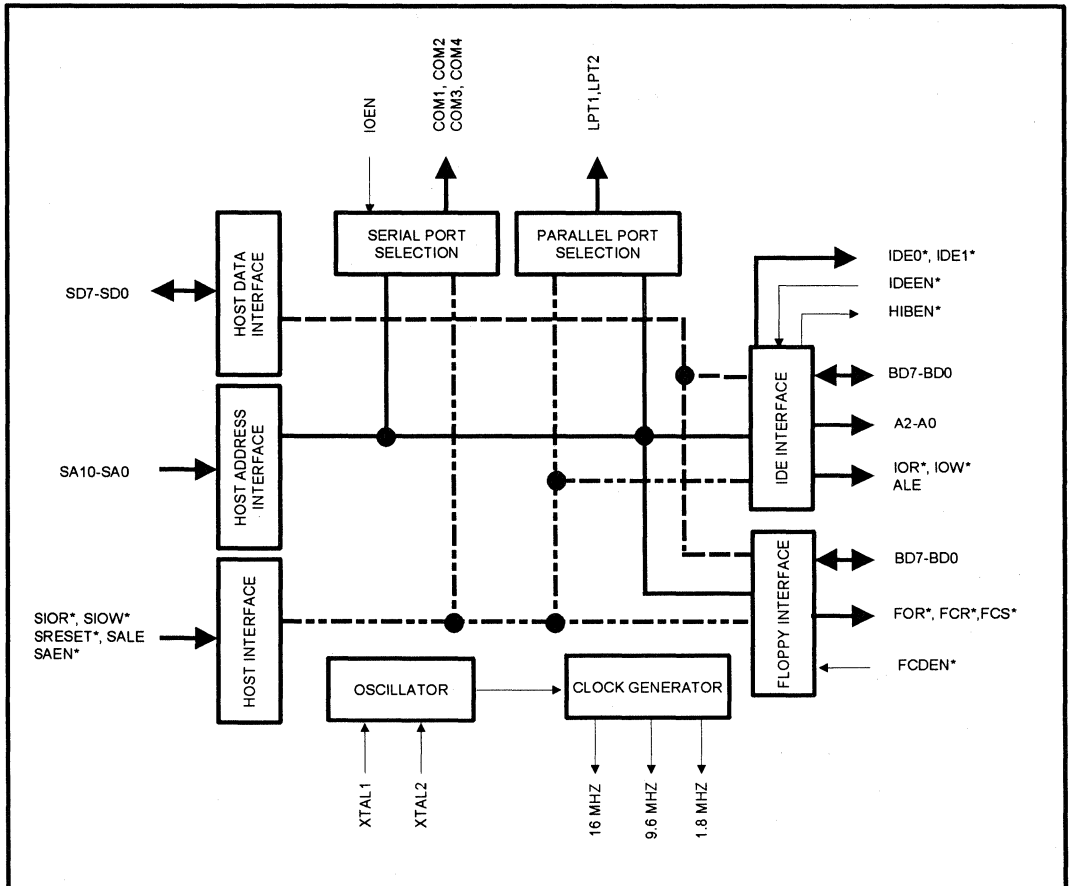 IOEN
COM1, COM2
COM3, COM4
LPT1,LPT2
SERIAL PORT
SELECTION
PARALLEL PORT
SELECTION
SD7-SD0
HOST DATA
INTERFACE
IDE0*, IDE1*
IDEEN*
HIBEN*
BD7-BD0
A2-A0
IOR*, IOW*
ALE
IDE INTERFACE
SA10-SA0
HOST ADDRESS
INTERFACE
BD7-BD0
FOR*, FCR*,FCS*
FCDEN*
FLOPPY INTERFACE
SIOR*, SIOW*
SRESET*, SALE
SAEN*
HOST INTERFACE
OSCILLATOR
CLOCK GENERATOR
XTAL1
XTAL2
16 MHZ
9.6 MHZ
1.8 MHZ